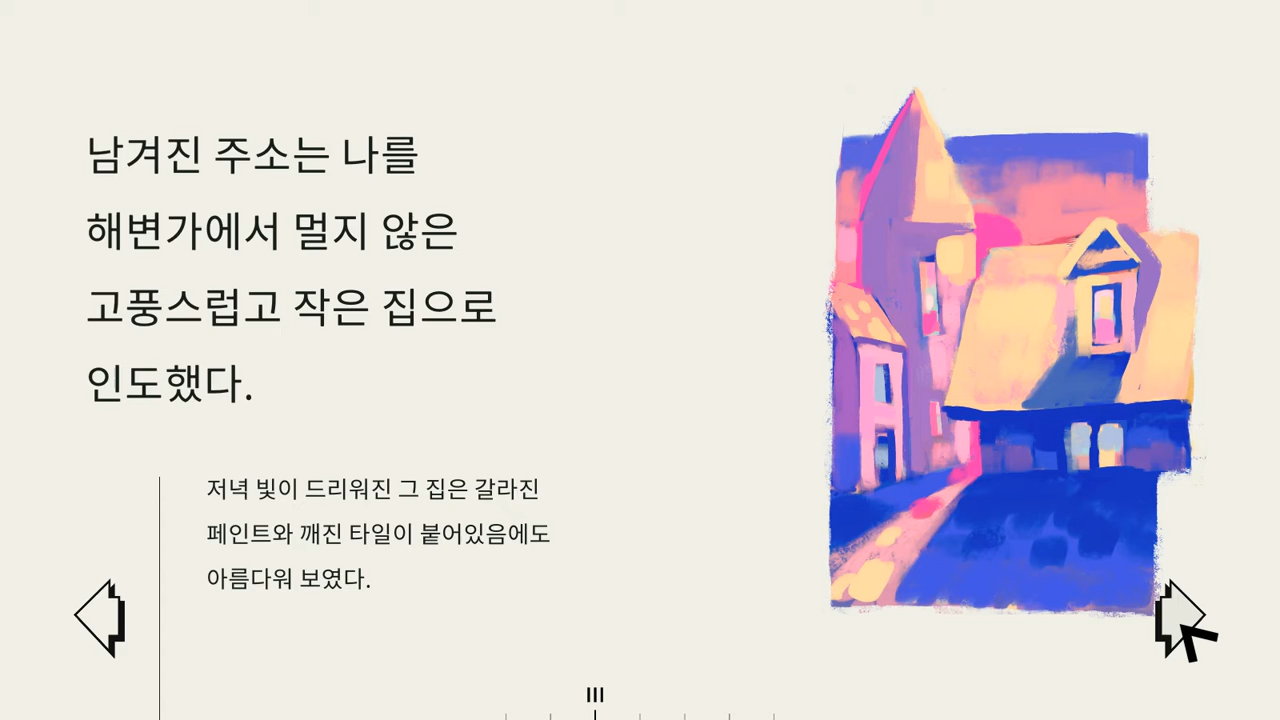 남겨진 주소는 나를
해변가에서 멀지 않은
고풍스럽고 작은 집으로
인도했다.
저녁 빛이 드리워진 그 집은 갈라진
페인트와 깨진 타일이 붙어있음에도
아름다워 보였다.
III